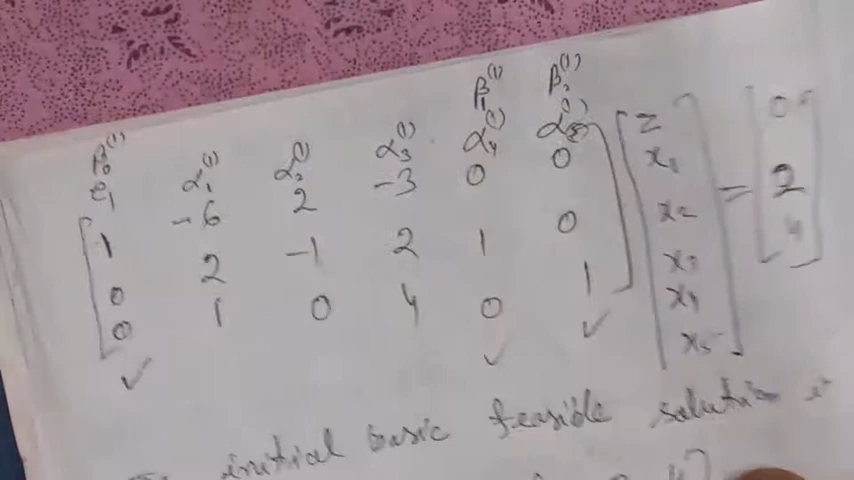 β₁⁽¹⁾ β₂⁽¹⁾
β₀⁽¹⁾
e₁ α₁⁽¹⁾ α₂⁽¹⁾ α₃⁽¹⁾ α₄⁽¹⁾ α₅⁽¹⁾
1 -6 2 -3 0 0 z 0
0 2 -1 2 1 0 x₁ = 2
0 1 0 4 0 1 x₂ 4
x₃
x₄
x₅
✓ ✓ ✓
initial basic feasible solution